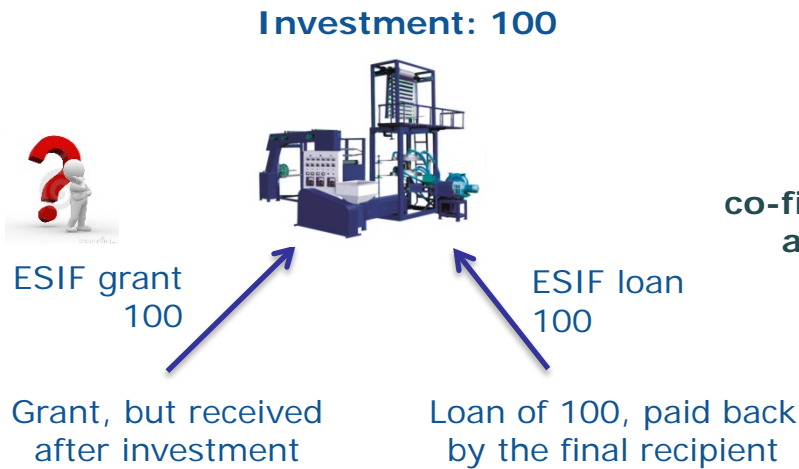 Investment: 100
co-fi
a
ESIF grant
100
ESIF loan
100
Grant, but received
after investment
Loan of 100, paid back
by the final recipient